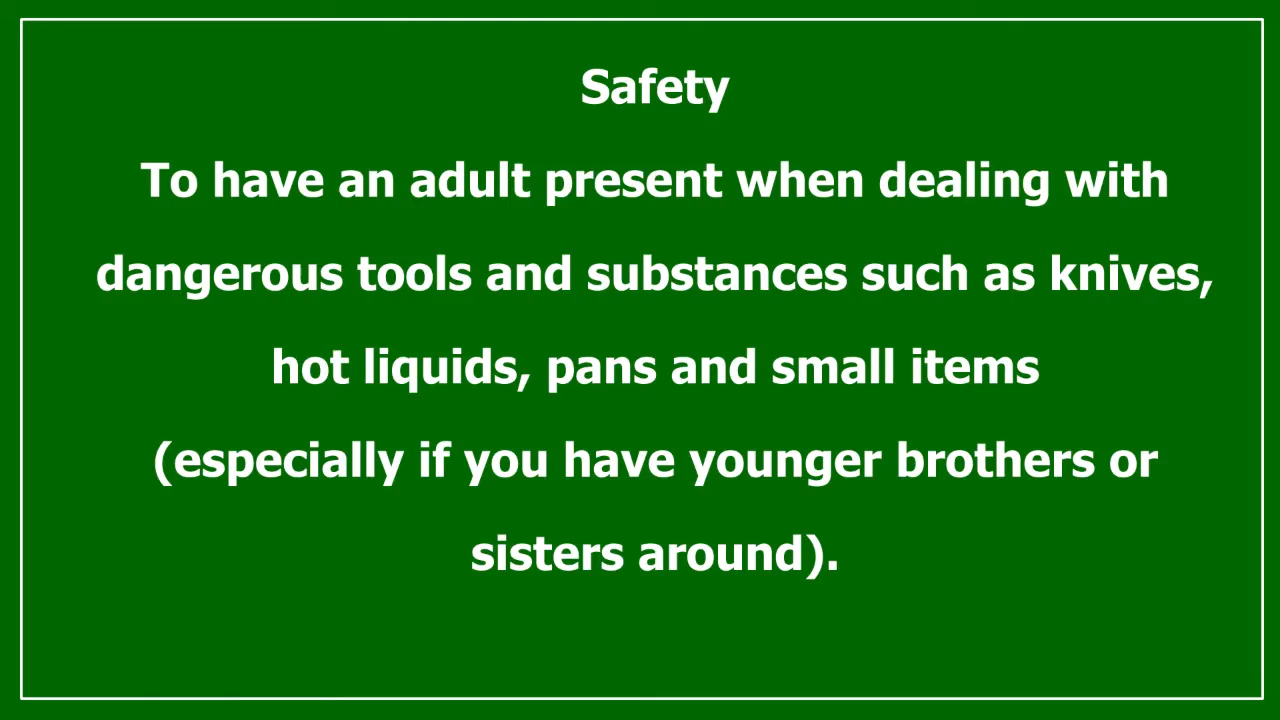 Safety
To have an adult present when dealing with
dangerous tools and substances such as knives,
hot liquids, pans and small items
(especially if you have younger brothers or
sisters around).